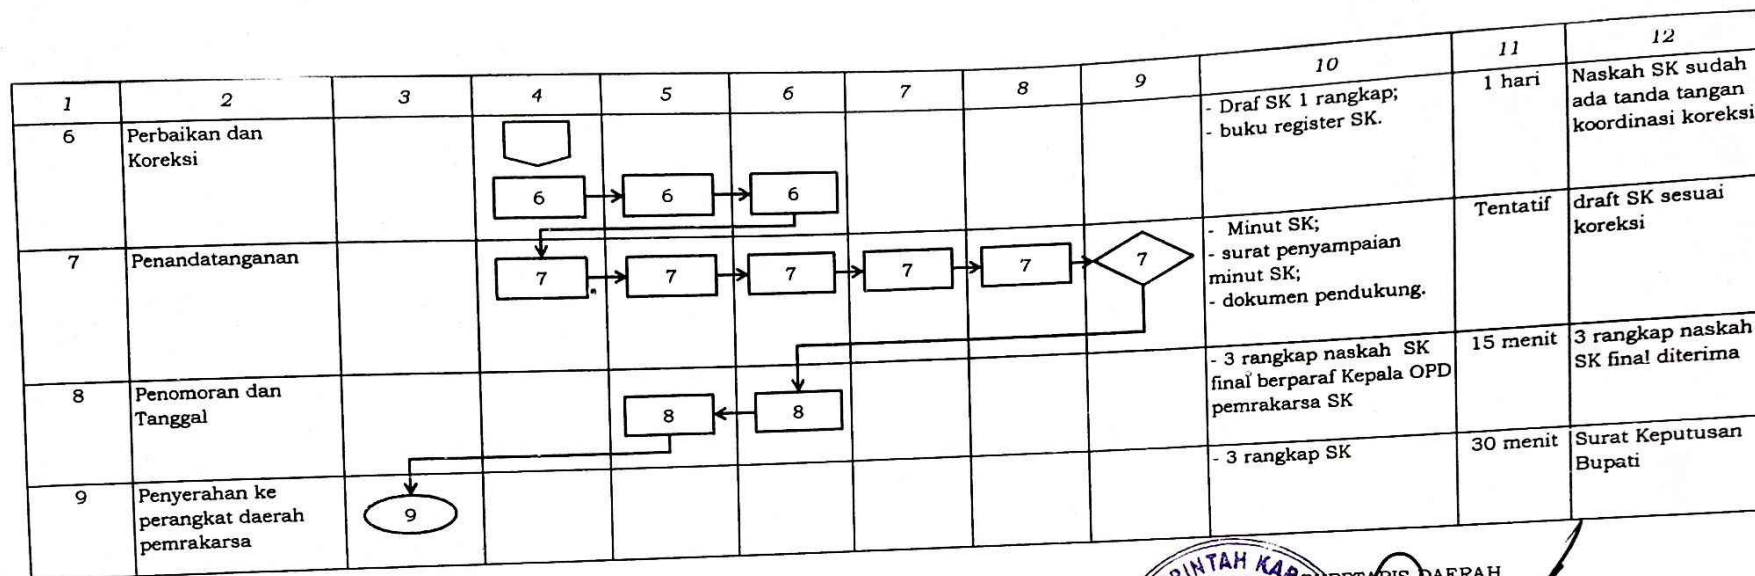 1 2 3 4 5 6 7 8 9 10 11 12
6 Perbaikan dan
Koreksi
6 6 6
- Draf SK 1 rangkap;
- buku register SK.
1 hari
Naskah SK sudah
ada tanda tangan
koordinasi koreksi
7 Penandatanganan
7 7 7 7 7 7
- Minut SK;
- surat penyampaian
minut SK;
- dokumen pendukung.
Tentatif
draft SK sesuai
koreksi
8 Penomoran dan
Tanggal
8 8
- 3 rangkap naskah SK
final berparaf Kepala OPD
pemrakarsa SK
15 menit
3 rangkap naskah
SK final diterima
9 Penyerahan ke
perangkat daerah
pemrakarsa
9
- 3 rangkap SK
30 menit
Surat Keputusan
Bupati
DAERAH